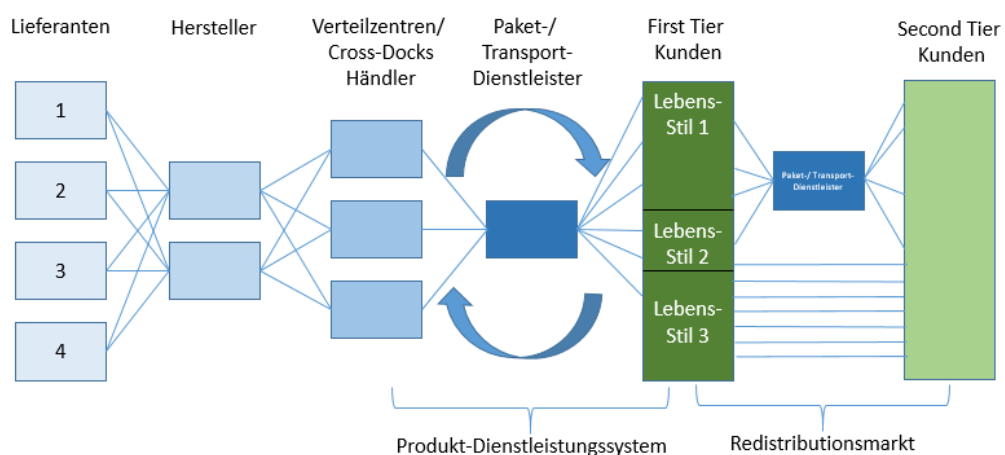 Lieferanten
Hersteller
Verteilzentren/
Cross-Docks
Händler
Paket-/
Transport-
Dienstleister
First Tier
Kunden
Second Tier
Kunden
1
2
3
4
Lebens-
Stil 1
Lebens-
Stil 2
Lebens-
Stil 3
Paket-/ Transport-
Dienstleister
Produkt-Dienstleistungssystem
Redistributionsmarkt